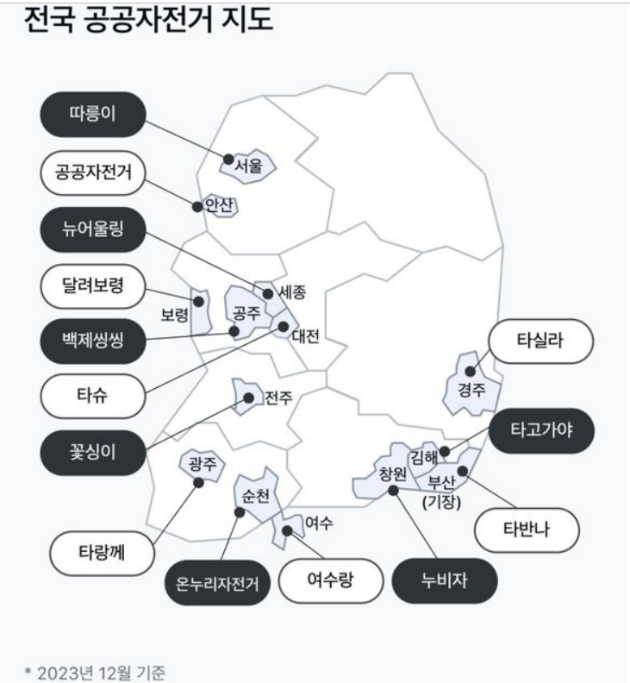 전국 공공자전거 지도
따릉이
서울
공공자전거
안산
뉴어울링
달려보령
세종
보령
공주
백제씽씽
대전
타실라
타슈
전주
경주
꽃싱이
타고가야
광주
김해
창원
부산
(기장)
순천
여수
타반나
타랑께
온누리자전거
여수랑
누비자
* 2023년 12월 기준